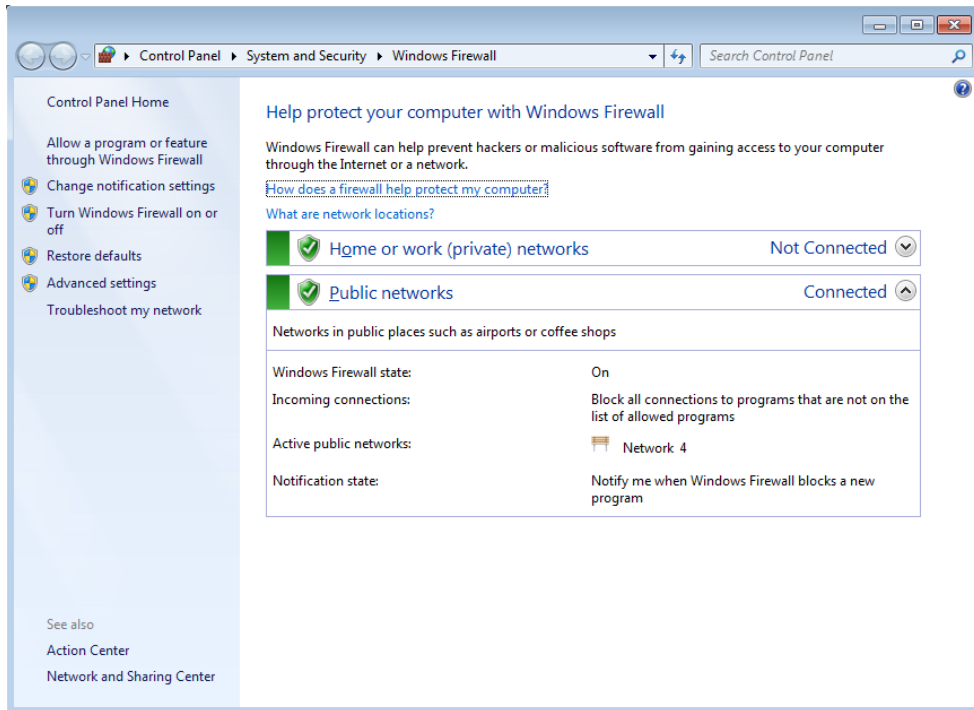 Control Panel System and Security Windows Firewall
Search Control Panel
Control Panel Home
Allow a program or feature
through Windows Firewall
Change notification settings
Turn Windows Firewall on or
off
Restore defaults
Advanced settings
Troubleshoot my network
Help protect your computer with Windows Firewall
Windows Firewall can help prevent hackers or malicious software from gaining access to your computer
through the Internet or a network.
How does a firewall help protect my computer?
What are network locations?
Home or work (private) networks Not Connected
Public networks Connected
Networks in public places such as airports or coffee shops
Windows Firewall state: On
Incoming connections: Block all connections to programs that are not on the
list of allowed programs
Active public networks: Network 4
Notification state: Notify me when Windows Firewall blocks a new
program
See also
Action Center
Network and Sharing Center